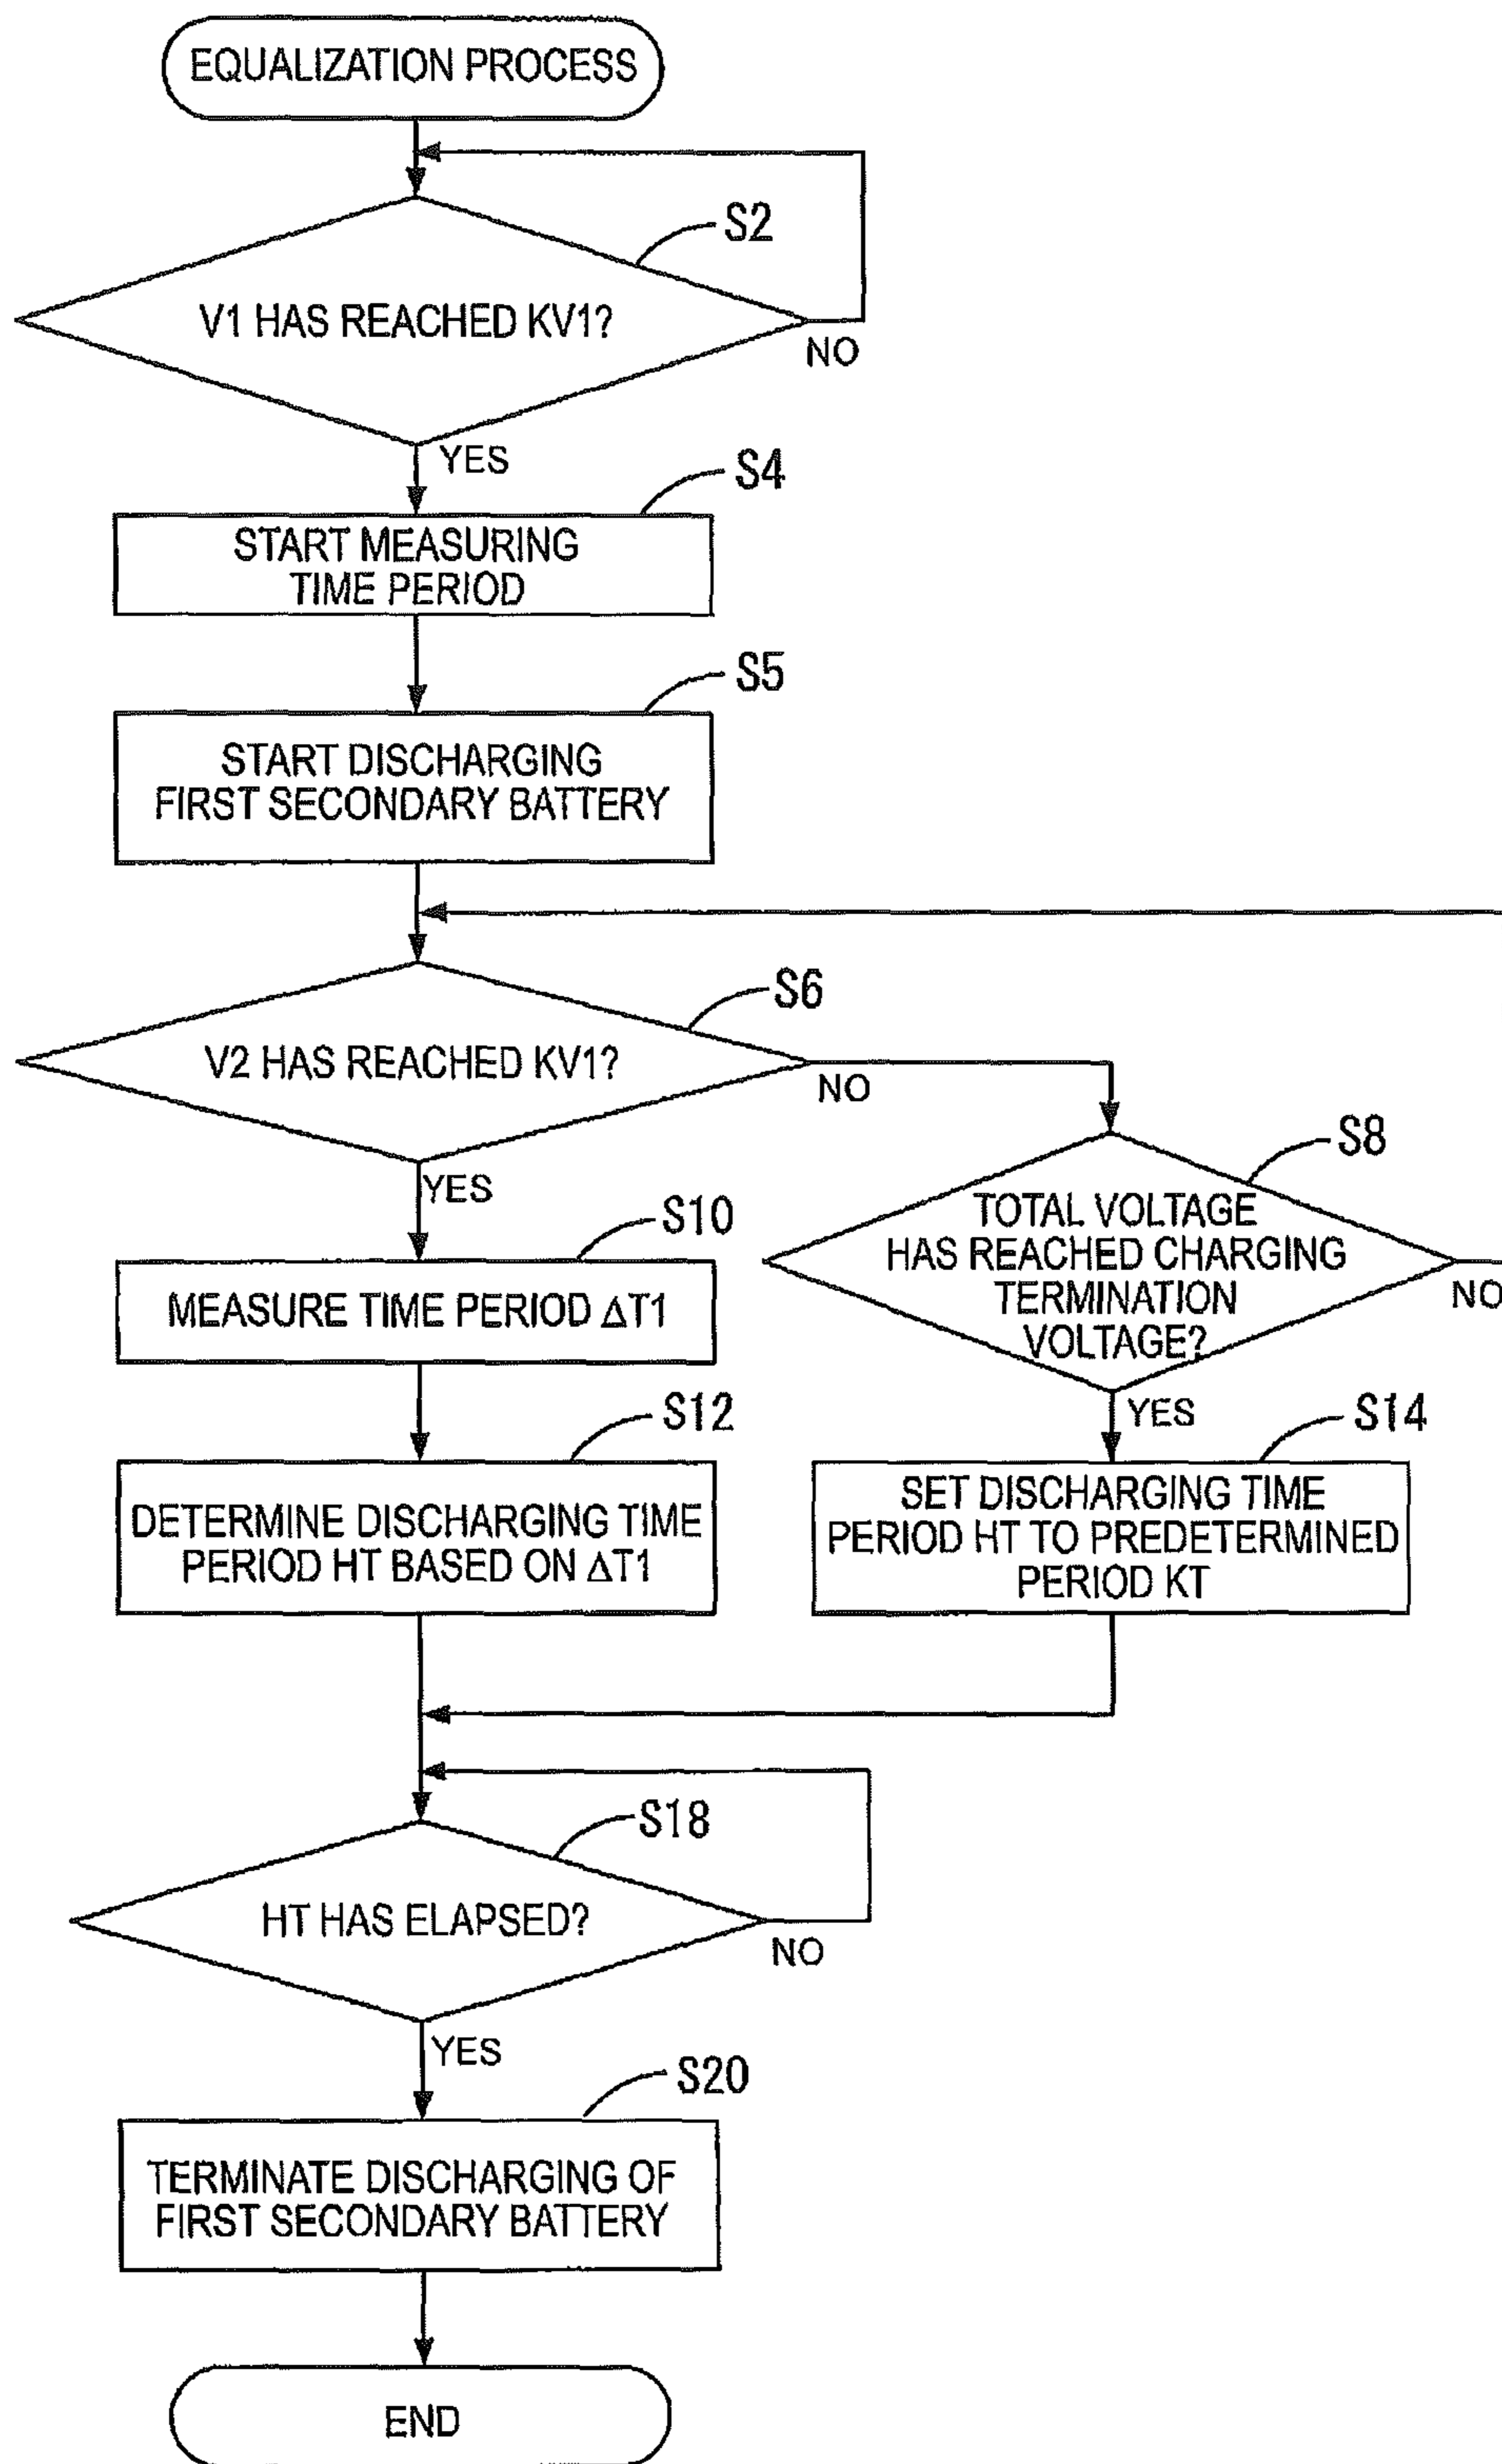 EQUALIZATION PROCESS
S2
V1 HAS REACHED KV1?
NO
YES
S4
START MEASURING
TIME PERIOD
S5
START DISCHARGING
FIRST SECONDARY BATTERY
S6
V2 HAS REACHED KV1?
NO
YES
S8
TOTAL VOLTAGE
HAS REACHED CHARGING
TERMINATION
VOLTAGE?
NO
YES
S10
MEASURE TIME PERIOD ΔT1
S12
DETERMINE DISCHARGING TIME
PERIOD HT BASED ON ΔT1
S14
SET DISCHARGING TIME
PERIOD HT TO PREDETERMINED
PERIOD KT
S18
HT HAS ELAPSED?
NO
YES
S20
TERMINATE DISCHARGING OF
FIRST SECONDARY BATTERY
END